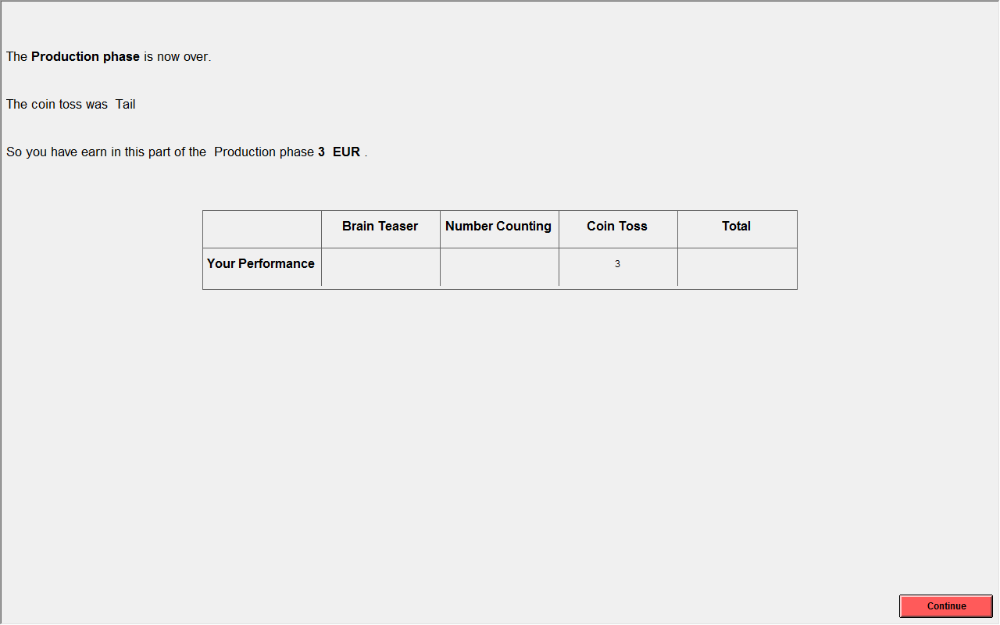 The Production phase is now over.
The coin toss was Tail
So you have earn in this part of the Production phase 3 EUR .
Brain Teaser Number Counting Coin Toss Total
Your Performance 3
Continue